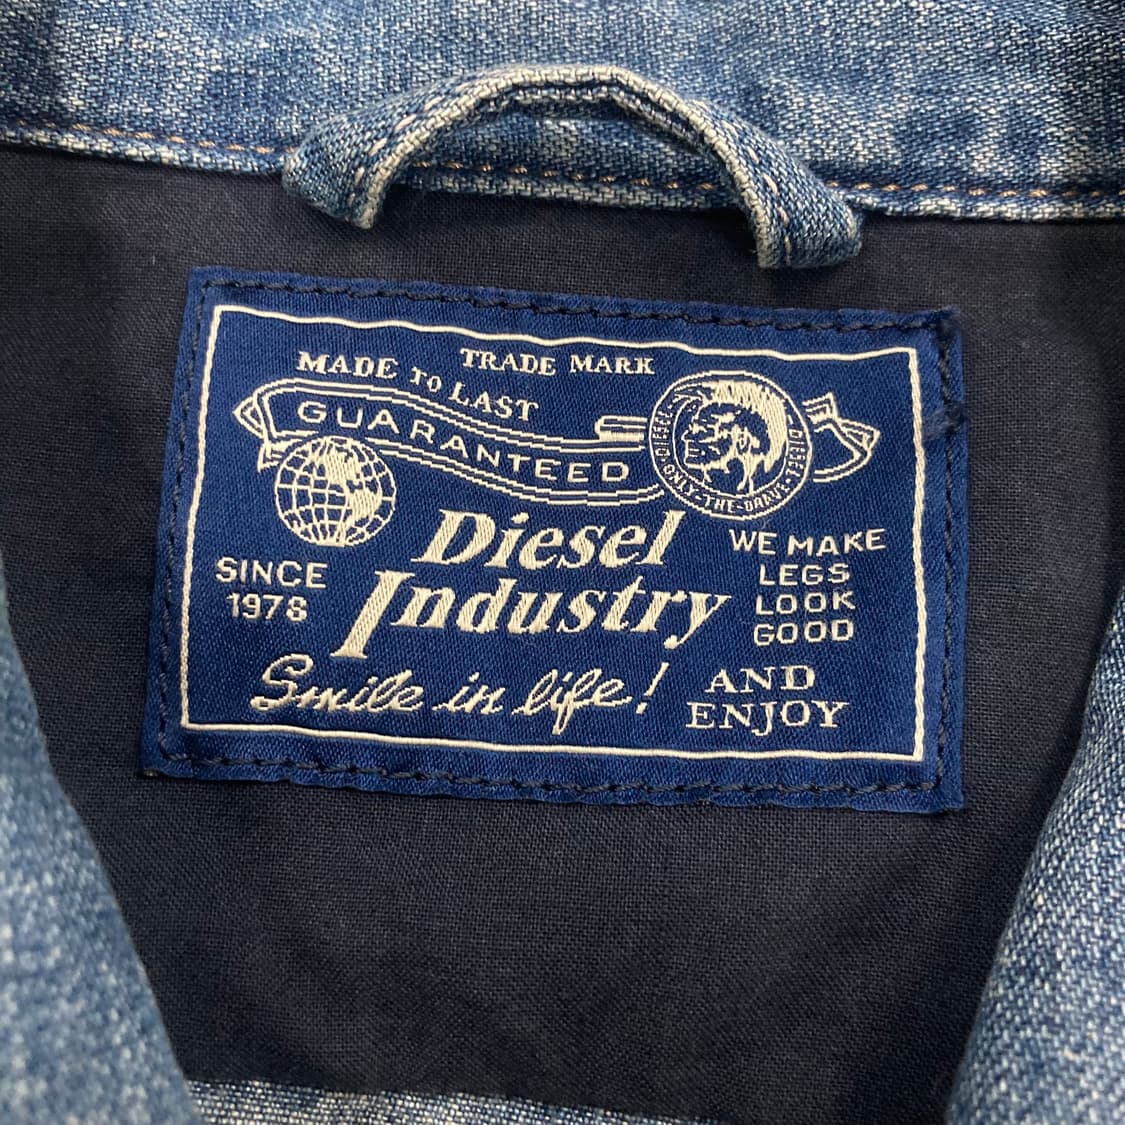 TRADE MARK
MADE TO LAST
GUARANTEED
DIESEL
DIESEL
ONLY-THE-BRAVE
Diesel
Industry
SINCE
1978
WE MAKE
LEGS
LOOK
GOOD
Smile in life!
AND
ENJOY